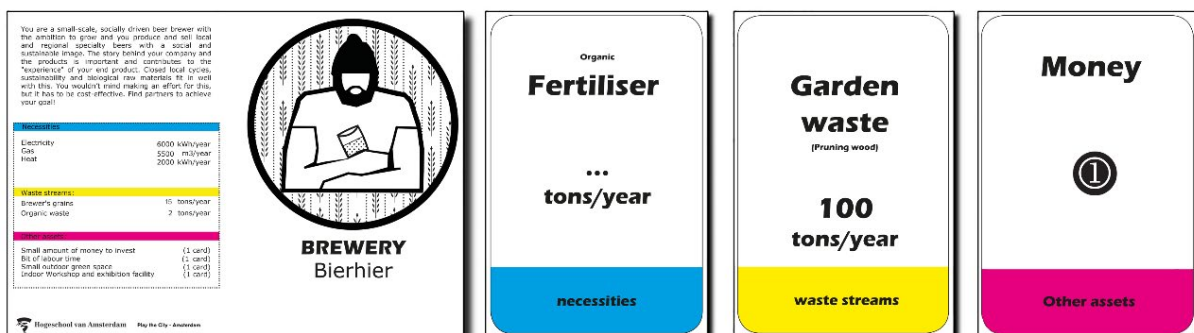 You are a small-scale, socially driven beer brewer with
the ambition to grow and you produce and sell local
and regional specialty beers with a social and
sustainable image. The story behind your company and
the products is important and contributes to the
"experience" of your end product. Closed local cycles,
sustainability and biological raw materials fit in well
with this. You wouldn't mind making an effort for this,
but it has to be cost-effective. Find partners to achieve
your goal!
Necessities
Electricity 6000 kWh/year
Gas 5500 m3/year
Heat 2000 kWh/year
Waste streams:
Brewer's grains 15 tons/year
Organic waste 2 tons/year
Other assets:
Small amount of money to invest (1 card)
Bit of labour time (1 card)
Small outdoor green space (1 card)
Indoor Workshop and exhibition facility (1 card)
Hogeschool van Amsterdam Play the City - Amsterdam
BREWERY
Bierhier
Organic
Fertiliser
...
tons/year
necessities
Garden
waste
(Pruning wood)
100
tons/year
waste streams
Money
1
Other assets